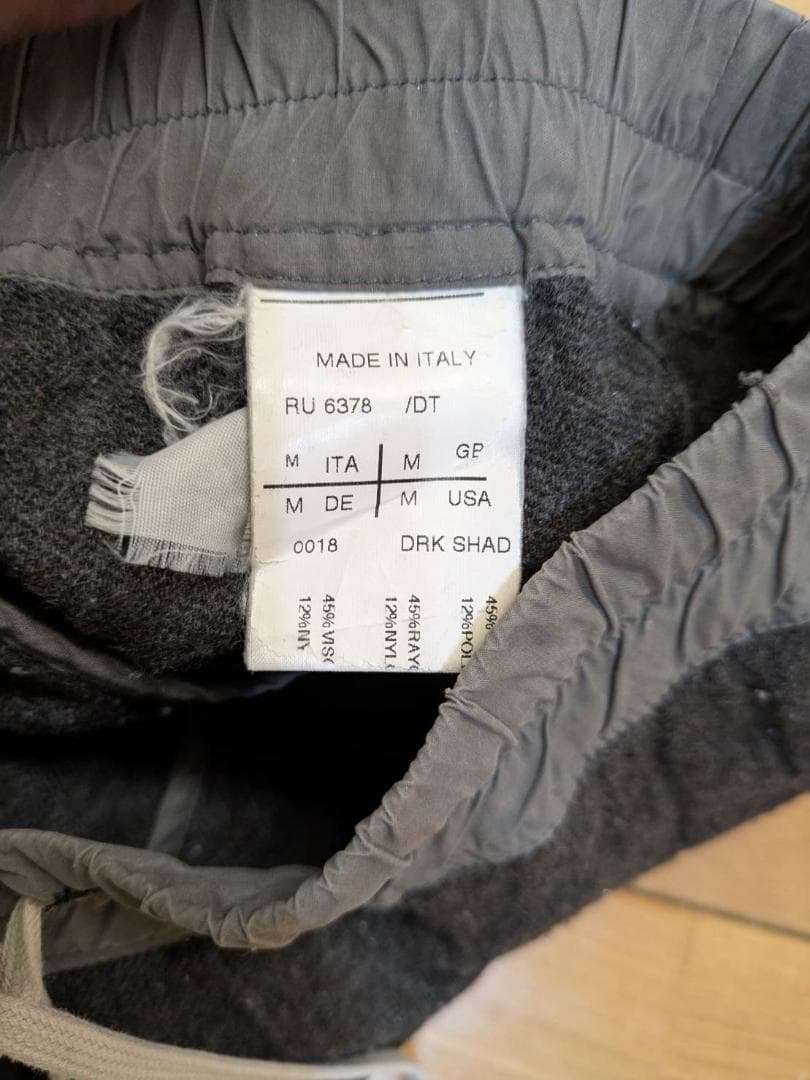 MADE IN ITALY
RU 6378 /DT
M ITA M GB
M DE M USA
0018 DRK SHAD
45%VISC
12%NY
45%RAYO
12%NYL
45%
12%POL